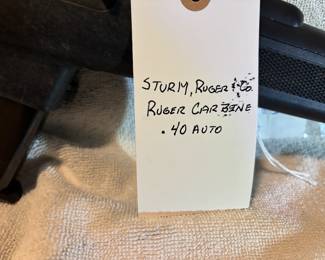 STURM, RUGER & CO.
RUGER CARBINE
.40 AUTO